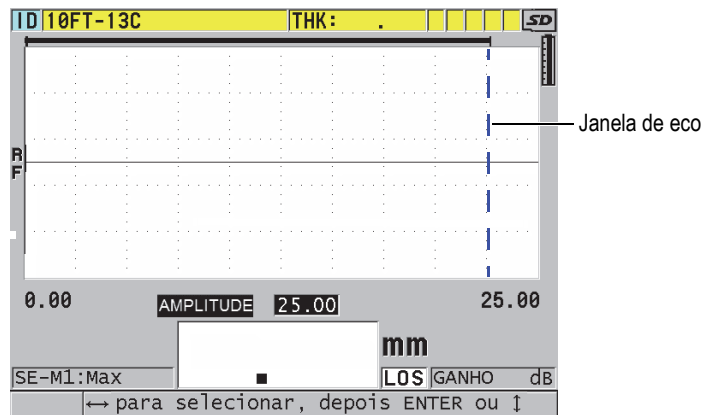 ID 10FT-13C THK: . SD
Janela de eco
RF
0.00 AMPLITUDE 25.00 25.00
mm
SE-M1:Max LOS GANHO dB
↔ para selecionar, depois ENTER ou ↕